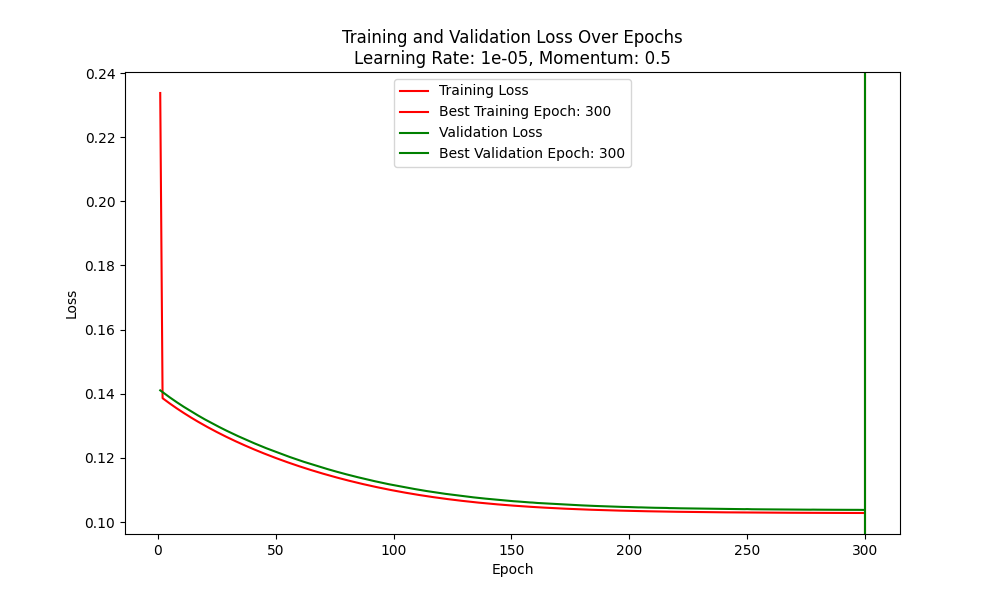 Training and Validation Loss Over Epochs
Learning Rate: 1e-05, Momentum: 0.5
Training Loss
Best Training Epoch: 300
Validation Loss
Best Validation Epoch: 300
Loss
0.24
0.22
0.20
0.18
0.16
0.14
0.12
0.10
0 50 100 150 200 250 300
Epoch